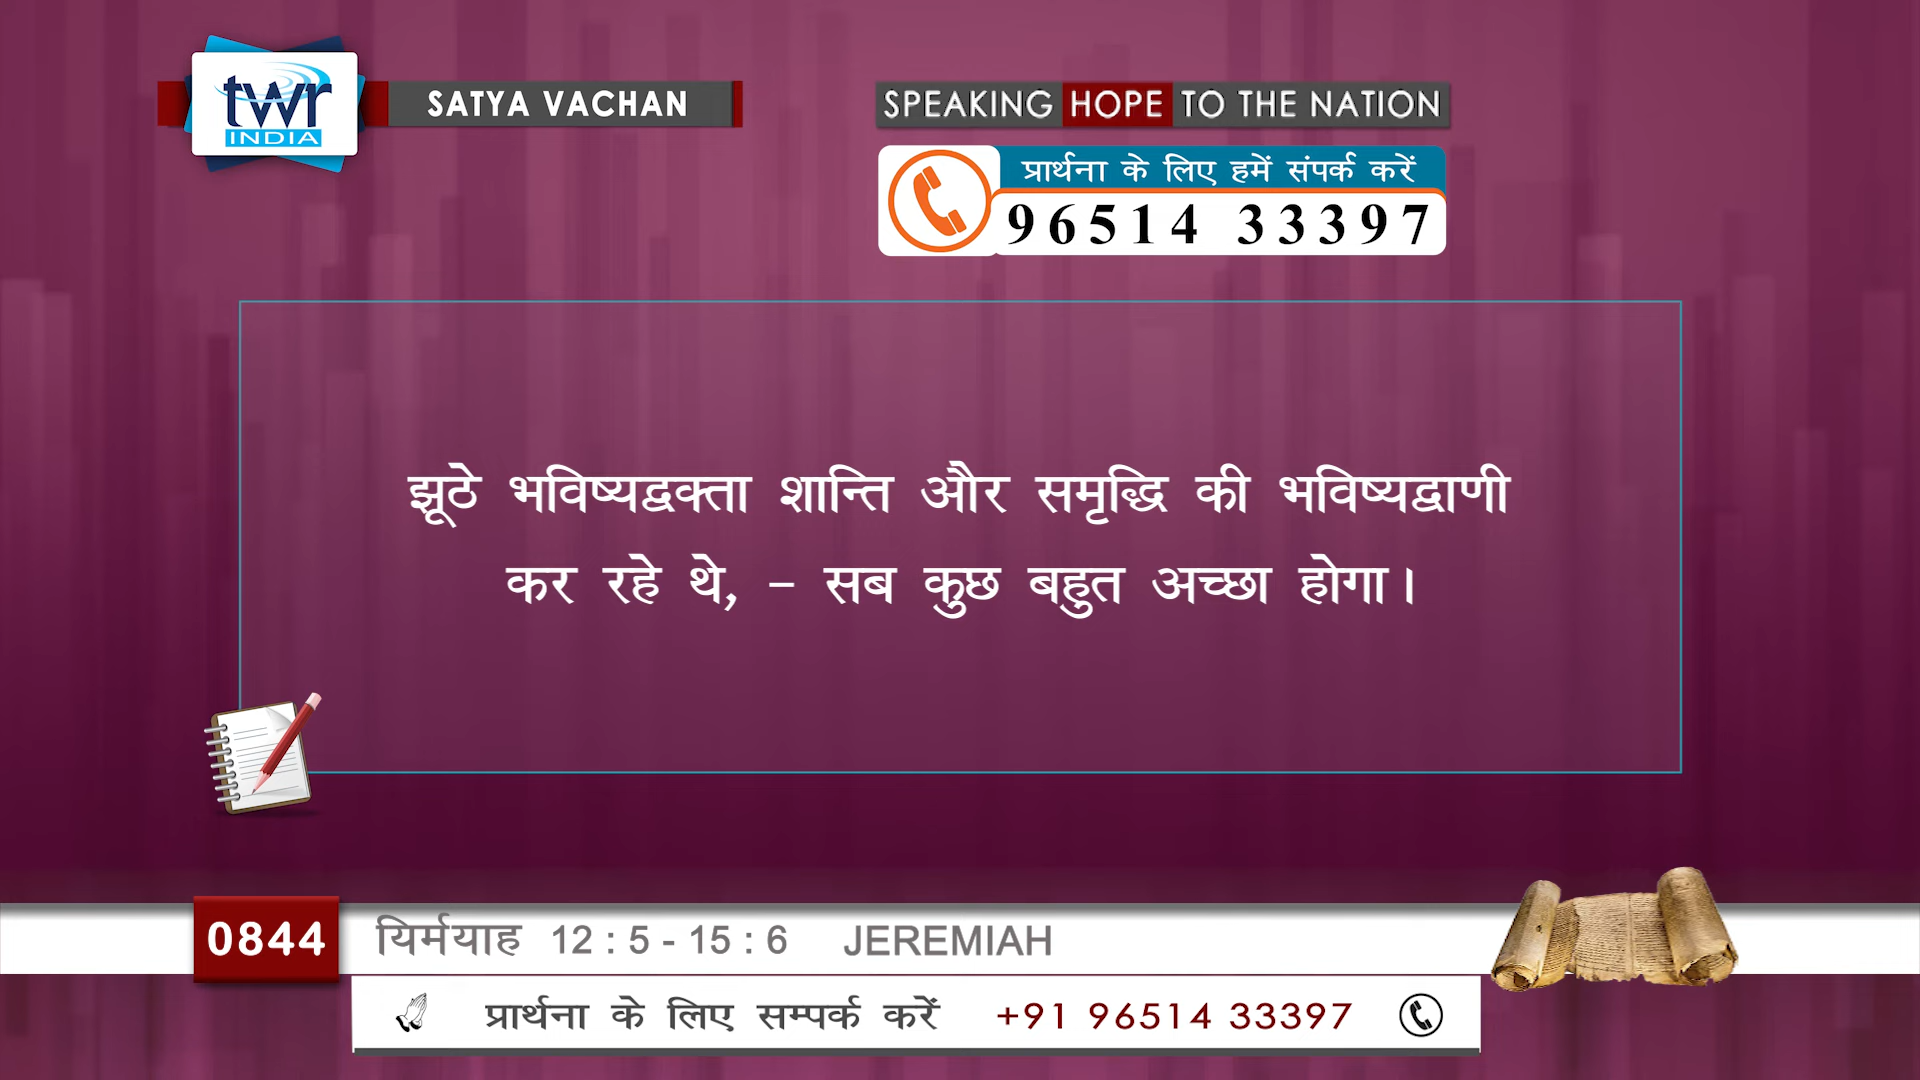 twr
INDIA
SATYA VACHAN
SPEAKING HOPE TO THE NATION
प्रार्थना के लिए हमें संपर्क करें
96514 33397
झूठे भविष्यद्वक्ता शान्ति और समृद्धि की भविष्यद्वाणी
कर रहे थे, - सब कुछ बहुत अच्छा होगा।
0844
यिर्मयाह 12 : 5 - 15 : 6 JEREMIAH
प्रार्थना के लिए सम्पर्क करें +91 96514 33397